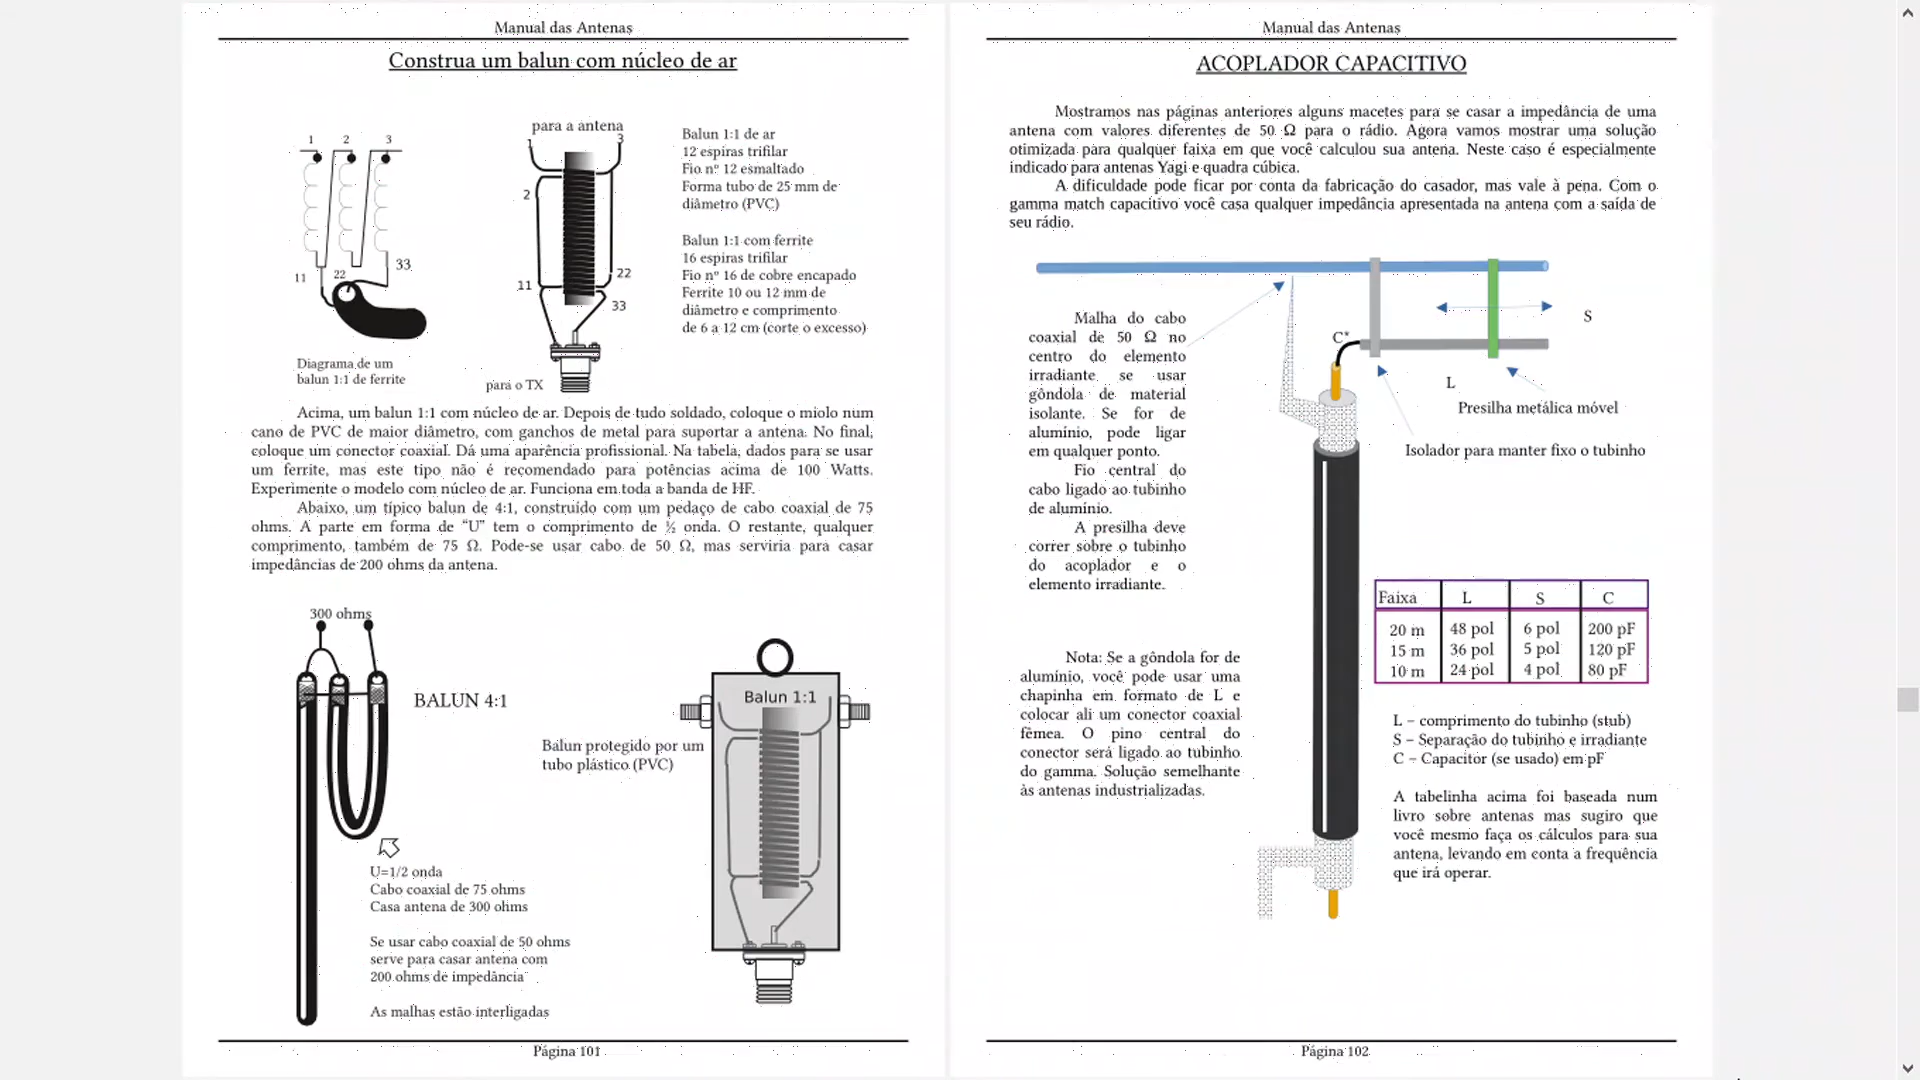 Manual das Antenas
Construa um balun com núcleo de ar
1
2
3
11
22
33
Diagrama de um
balun 1:1 de ferrite
para a antena
1
3
2
11
22
33
para o TX
Balun 1:1 de ar
12 espiras trifilar
Fio nº 12 esmaltado
Forma tubo de 25 mm de
diâmetro (PVC)
Balun 1:1 com ferrite
16 espiras trifilar
Fio nº 16 de cobre encapado
Ferrite 10 ou 12 mm de
diâmetro e comprimento
de 6 a 12 cm (corte o excesso)
Acima, um balun 1:1 com núcleo de ar. Depois de tudo soldado, coloque o miolo num
cano de PVC de maior diâmetro, com ganchos de metal para suportar a antena. No final,
coloque um conector coaxial. Dá uma aparência profissional. Na tabela, dados para se usar
um ferrite, mas este tipo não é recomendado para potências acima de 100 Watts.
Experimente o modelo com núcleo de ar. Funciona em toda a banda de HF.
Abaixo, um típico balun de 4:1, construído com um pedaço de cabo coaxial de 75
ohms. A parte em forma de “U” tem o comprimento de ½ onda. O restante, qualquer
comprimento, também de 75 Ω. Pode-se usar cabo de 50 Ω, mas serviria para casar
impedâncias de 200 ohms da antena.
300 ohms
BALUN 4:1
Balun protegido por um
tubo plástico (PVC)
Balun 1:1
U=1/2 onda
Cabo coaxial de 75 ohms
Casa antena de 300 ohms
Se usar cabo coaxial de 50 ohms
serve para casar antena com
200 ohms de impedância
As malhas estão interligadas
Página 101
Manual das Antenas
ACOPLADOR CAPACITIVO
Mostramos nas páginas anteriores alguns macetes para se casar a impedância de uma
antena com valores diferentes de 50 Ω para o rádio. Agora vamos mostrar uma solução
otimizada para qualquer faixa em que você calculou sua antena. Neste caso é especialmente
indicado para antenas Yagi e quadra cúbica.
A dificuldade pode ficar por conta da fabricação do casador, mas vale à pena. Com o
gamma match capacitivo você casa qualquer impedância apresentada na antena com a saída de
seu rádio.
Malha do cabo
coaxial de 50 Ω no
centro do elemento
irradiante se usar
gôndola de material
isolante. Se for de
alumínio, pode ligar
em qualquer ponto.
Fio central do
cabo ligado ao tubinho
de alumínio.
A presilha deve
correr sobre o tubinho
do acoplador e o
elemento irradiante.
C*
S
L
Presilha metálica móvel
Isolador para manter fixo o tubinho
Nota: Se a gôndola for de
alumínio, você pode usar uma
chapinha em formato de L e
colocar ali um conector coaxial
fêmea. O pino central do
conector será ligado ao tubinho
do gamma. Solução semelhante
às antenas industrializadas.
Faixa L S C
20 m 48 pol 6 pol 200 pF
15 m 36 pol 5 pol 120 pF
10 m 24 pol 4 pol 80 pF
L – comprimento do tubinho (stub)
S – Separação do tubinho e irradiante
C – Capacitor (se usado) em pF
A tabelinha acima foi baseada num
livro sobre antenas mas sugiro que
você mesmo faça os cálculos para sua
antena, levando em conta a frequência
que irá operar.
Página 102